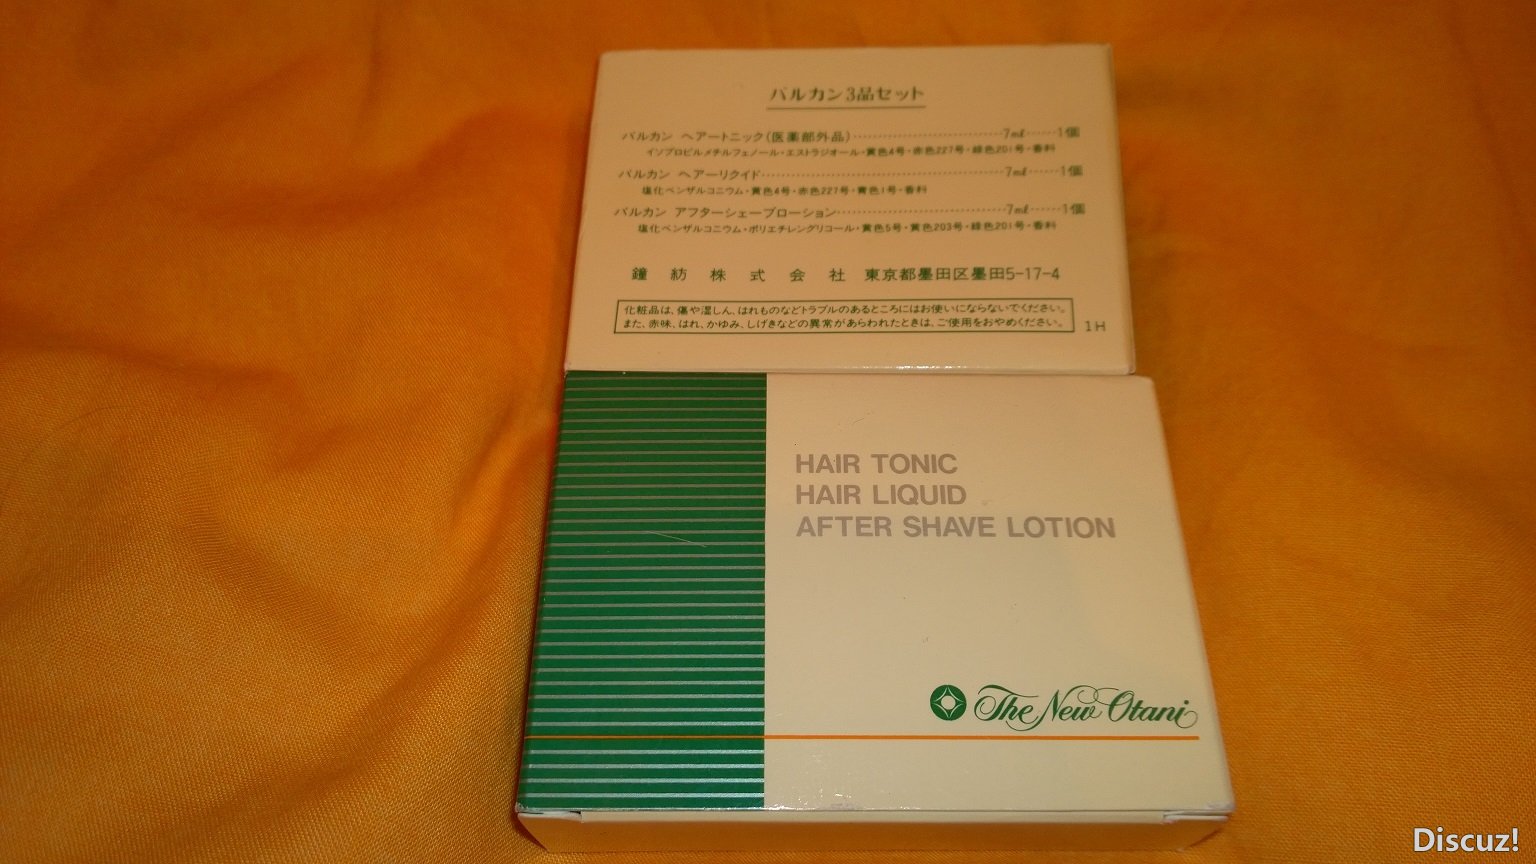 バルカン3品セット
バルカン ヘアートニック(医薬部外品)……………………………7ml……1個
イソプロピルメチルフェノール・エストラジオール・黄色4号・赤色227号・緑色201号・香料
バルカン ヘアーリクイド……………………………………………7ml……1個
塩化ベンザルコニウム・黄色4号・赤色227号・青色1号・香料
バルカン アフターシェーブローション………………………………7ml……1個
塩化ベンザルコニウム・ポリエチレングリコール・黄色5号・黄色203号・緑色201号・香料
鐘紡株式会社 東京都墨田区墨田5-17-4
化粧品は、傷や湿しん、はれものなどトラブルのあるところにはお使いにならないでください。
また、赤味、はれ、かゆみ、しげきなどの異常があらわれたときは、ご使用をおやめください。
1H
HAIR TONIC
HAIR LIQUID
AFTER SHAVE LOTION
The New Otani
Discuz!